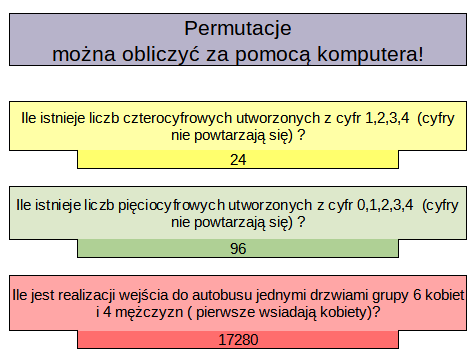 Permutacje
można obliczyć za pomocą komputera!
Ile istnieje liczb czterocyfrowych utworzonych z cyfr 1,2,3,4 (cyfry
nie powtarzają się) ?
24
Ile istnieje liczb pięciocyfrowych utworzonych z cyfr 0,1,2,3,4 (cyfry
nie powtarzają się) ?
96
Ile jest realizacji wejścia do autobusu jednymi drzwiami grupy 6 kobiet
i 4 mężczyzn ( pierwsze wsiadają kobiety)?
17280